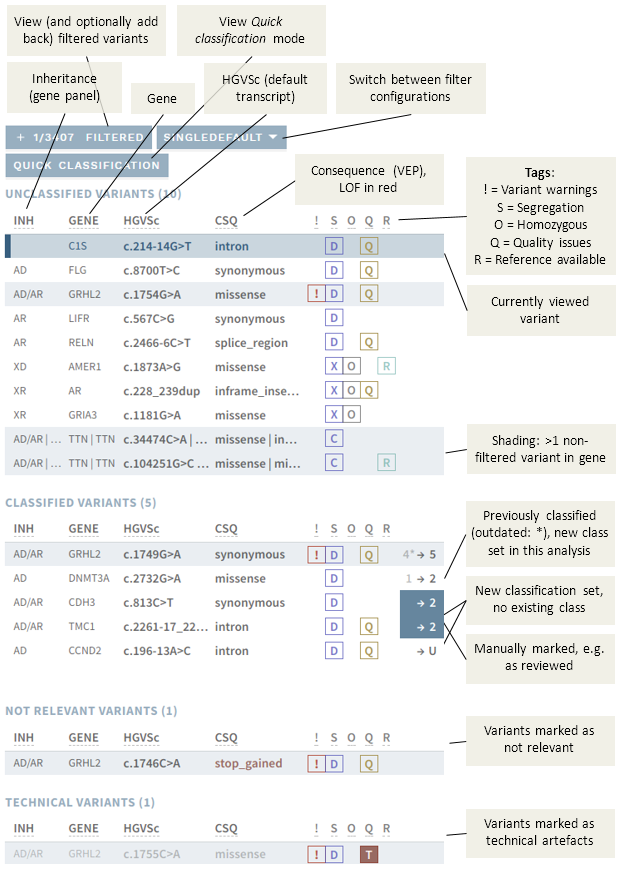 View (and optionally add
back) filtered variants
View Quick
classification mode
Inheritance
(gene panel)
Gene
HGVSc (default
transcript)
Switch between filter
configurations
+ 1/3407 FILTERED
SINGLEDEFAULT
QUICK CLASSIFICATION
Consequence (VEP),
LOF in red
Tags:
! = Variant warnings
S = Segregation
O = Homozygous
Q = Quality issues
R = Reference available
UNCLASSIFIED VARIANTS (10)
INH GENE HGVSc CSQ ! S O Q R
C1S c.214-14G>T intron D Q
AD FLG c.8700T>C synonymous D Q
AD/AR GRHL2 c.1754G>A missense ! D Q
AR LIFR c.567C>G synonymous D
AR RELN c.2466-6C>T splice_region D Q
XD AMER1 c.1873A>G missense X O R
XR AR c.228_239dup inframe_inse... X O Q
XR GRIA3 c.1181G>A missense X O
AD/AR | ... TTN | TTN c.34474C>A | ... missense | in... C
AD/AR | ... TTN | TTN c.104251G>C ... missense | mi... C R
Currently viewed
variant
Shading: >1 non-
filtered variant in gene
CLASSIFIED VARIANTS (5)
INH GENE HGVSc CSQ ! S O Q R
AD/AR GRHL2 c.1749G>A synonymous ! D Q 4* → 5
AD DNMT3A c.2732G>A missense D 1 → 2
AD/AR CDH3 c.813C>T synonymous D → 2
AD/AR TMC1 c.2261-17_22... intron D Q → 2
AD CCND2 c.196-13A>C intron D Q → U
Previously classified
(outdated: *), new class
set in this analysis
New classification set,
no existing class
Manually marked, e.g.
as reviewed
NOT RELEVANT VARIANTS (1)
INH GENE HGVSc CSQ ! S O Q R
AD/AR GRHL2 c.1746C>A stop_gained ! D Q
Variants marked as
not relevant
TECHNICAL VARIANTS (1)
INH GENE HGVSc CSQ ! S O Q R
AD/AR GRHL2 c.1755C>A missense ! D T
Variants marked as
technical artefacts